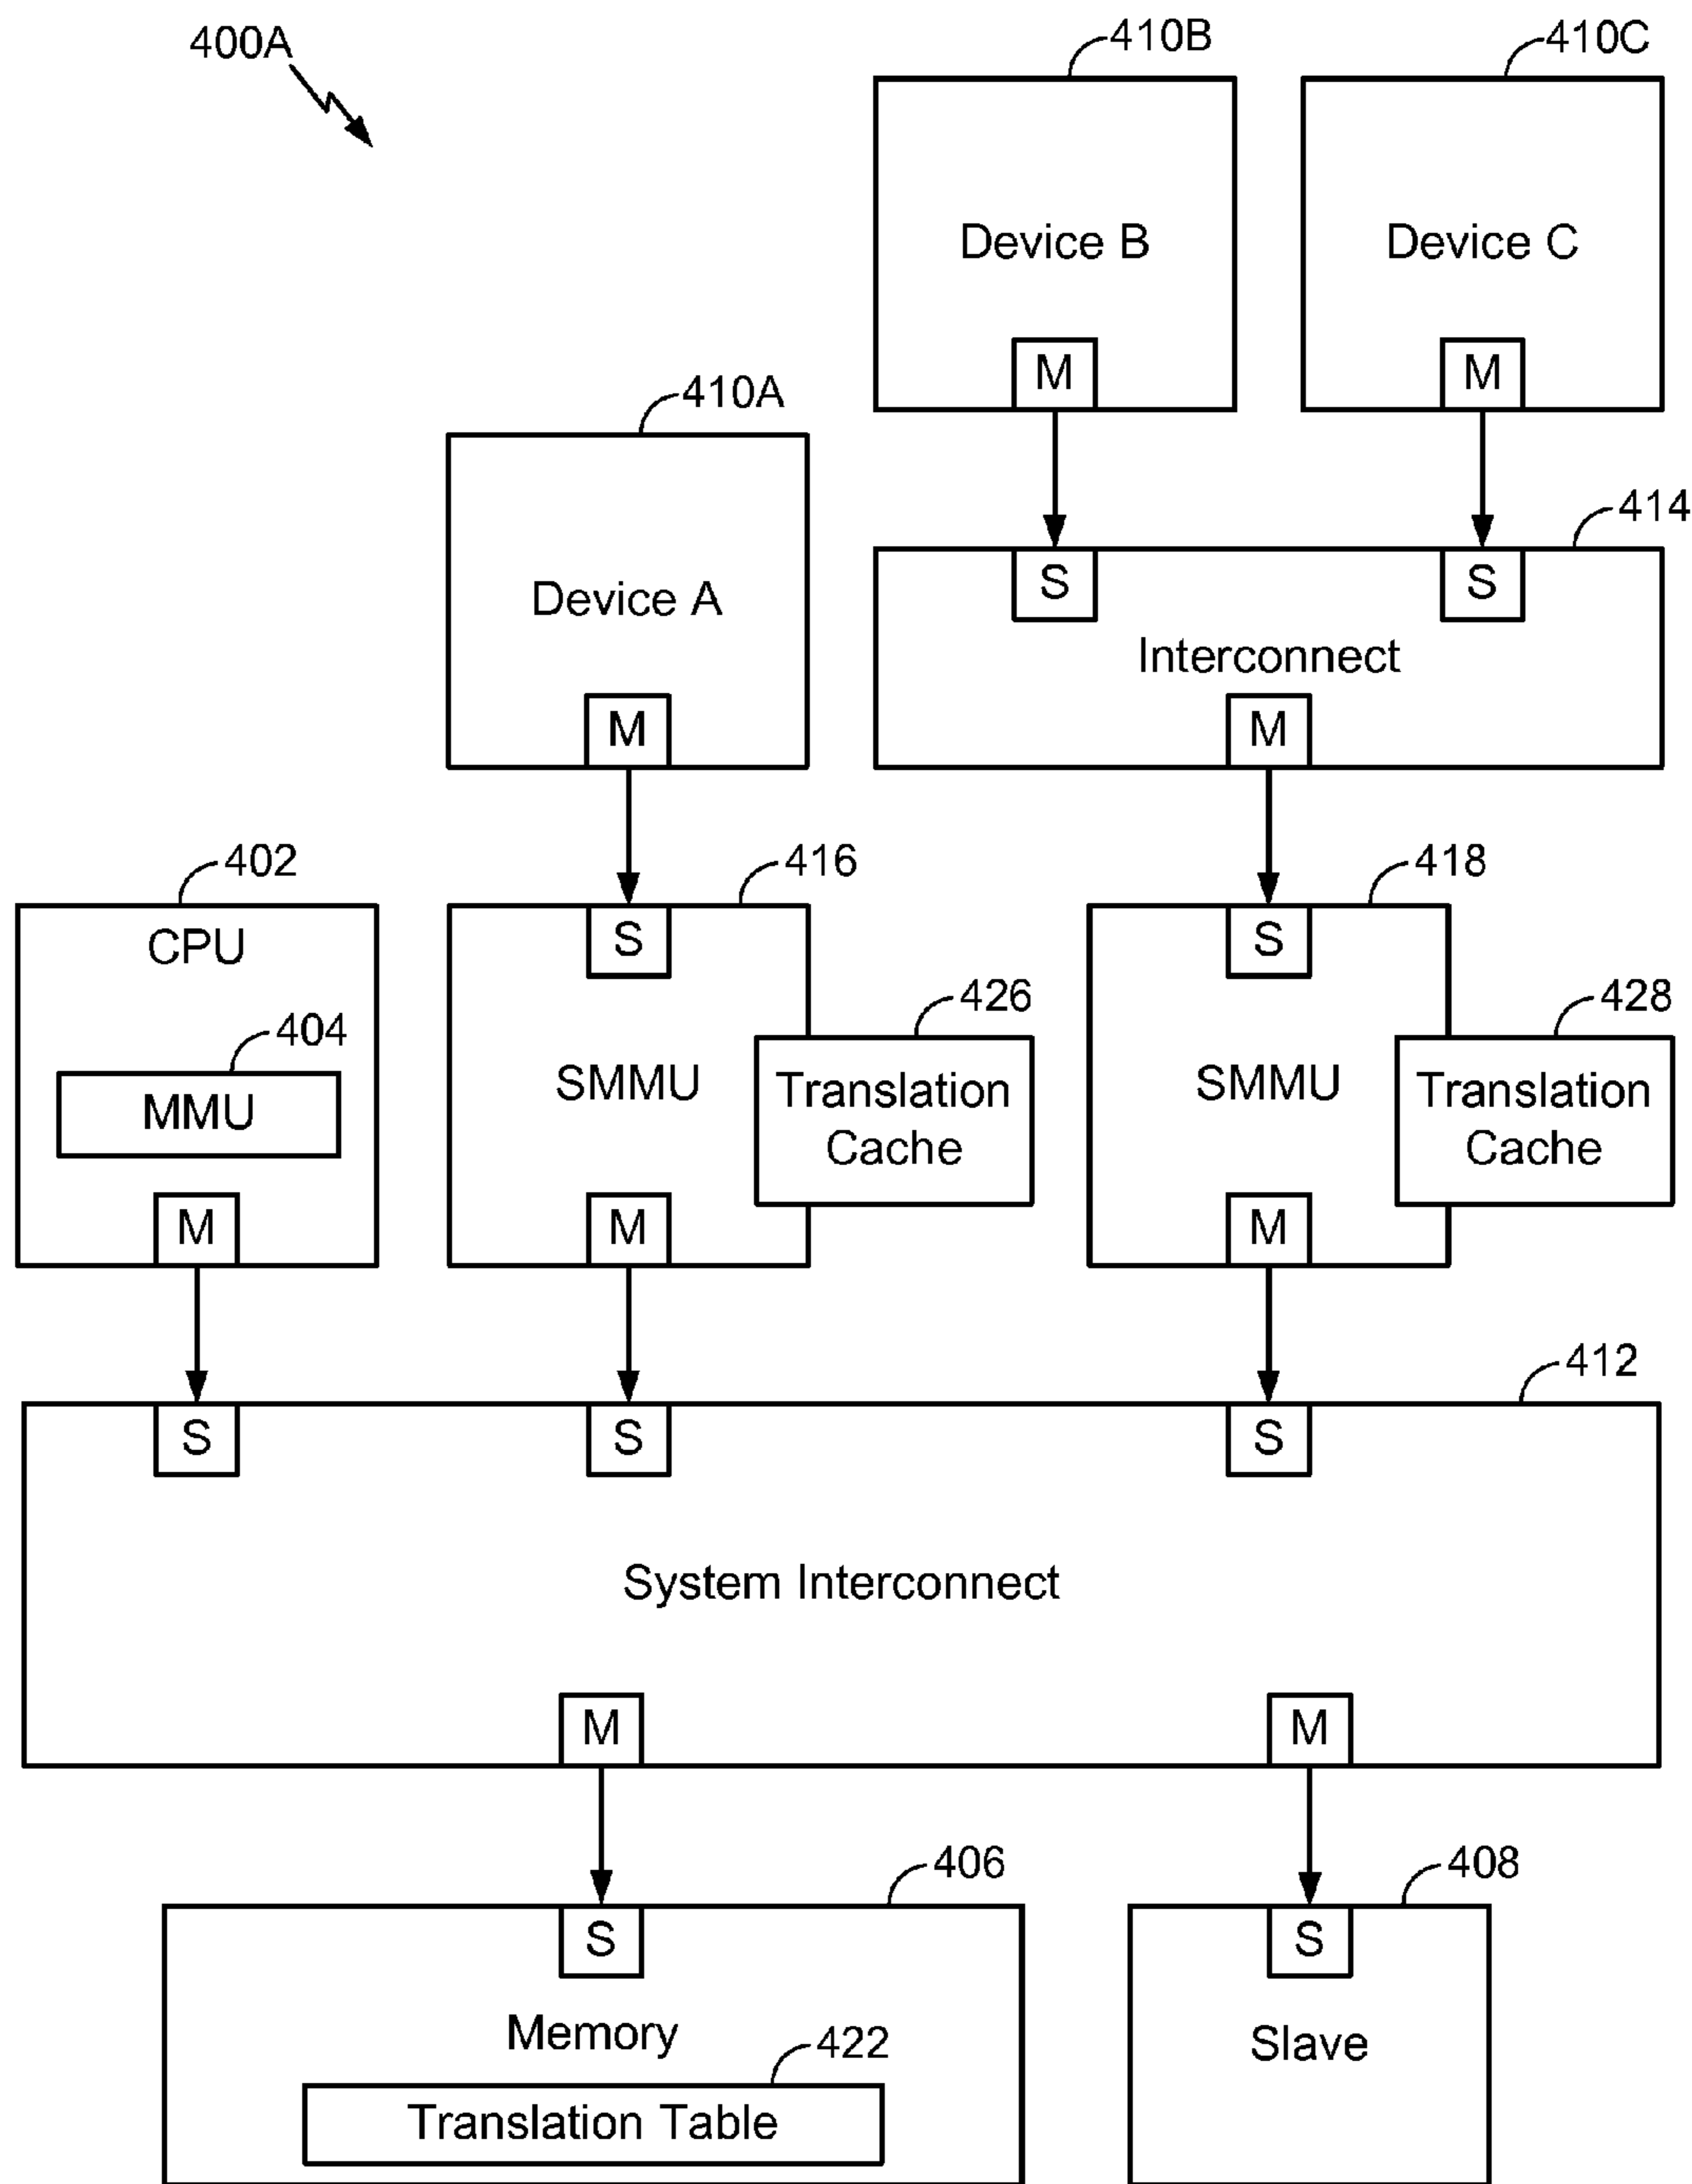 400A
410B
410C
Device B
Device C
M
M
410A
414
Device A
S
S
Interconnect
M
M
402
416
418
CPU
S
S
426
428
404
MMU
SMMU
Translation
Cache
SMMU
Translation
Cache
M
M
M
412
S
S
S
System Interconnect
M
M
406
408
S
S
Memory
Slave
422
Translation Table